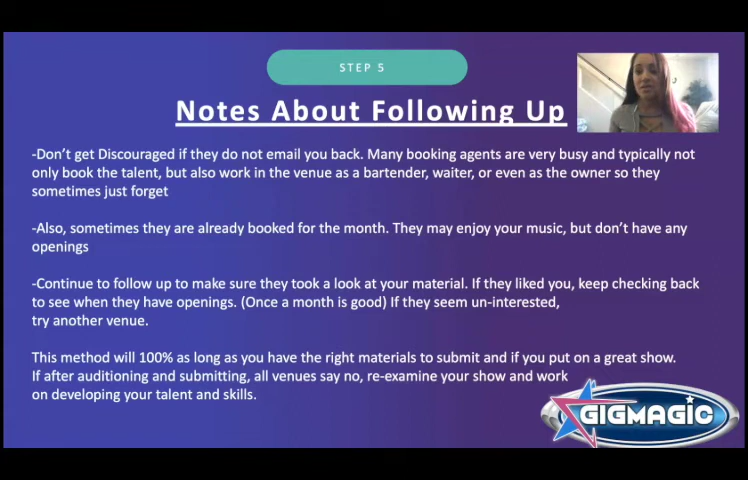 STEP 5
Notes About Following Up
-Don't get Discouraged if they do not email you back. Many booking agents are very busy and typically not
only book the talent, but also work in the venue as a bartender, waiter, or even as the owner so they
sometimes just forget
-Also, sometimes they are already booked for the month. They may enjoy your music, but don't have any
openings
-Continue to follow up to make sure they took a look at your material. If they liked you, keep checking back
to see when they have openings. (Once a month is good) If they seem un-interested,
try another venue.
This method will 100% as long as you have the right materials to submit and if you put on a great show.
If after auditioning and submitting, all venues say no, re-examine your show and work
on developing your talent and skills.
GIGMAGIC